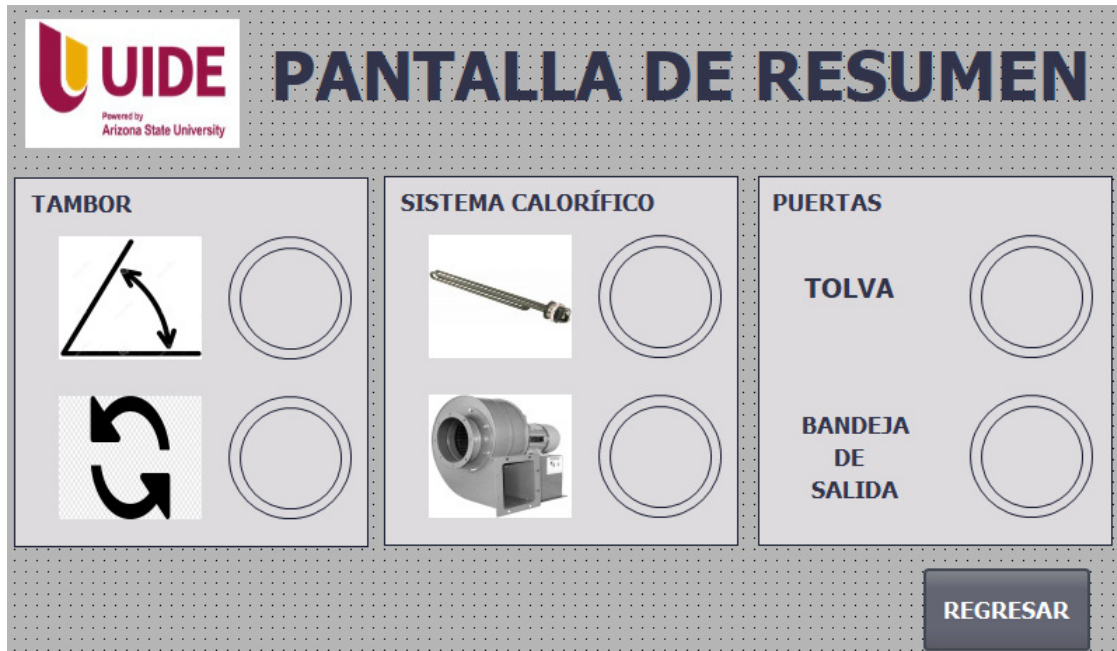 UIDE
Powered by
Arizona State University
PANTALLA DE RESUMEN
TAMBOR
SISTEMA CALORÍFICO
PUERTAS
TOLVA
BANDEJA
DE
SALIDA
REGRESAR